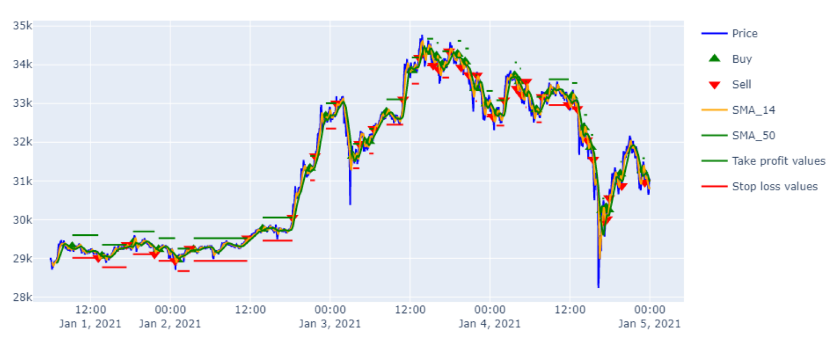 35k
34k
33k
32k
31k
30k
29k
28k
12:00
Jan 1, 2021
00:00
Jan 2, 2021
12:00
00:00
Jan 3, 2021
12:00
00:00
Jan 4, 2021
12:00
00:00
Jan 5, 2021
Price
Buy
Sell
SMA_14
SMA_50
Take profit values
Stop loss values